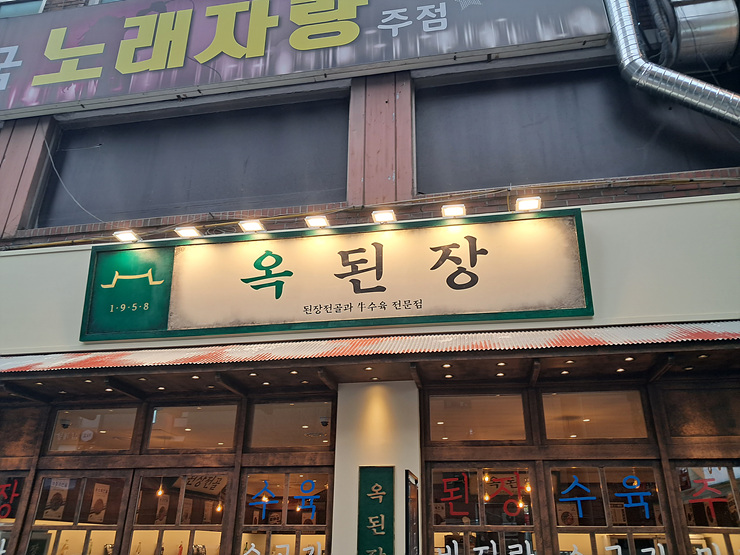 노래자랑 주점
옥된장
1·9·5·8
된장전골과 牛수육 전문점
수육
된장
수육
옥된장